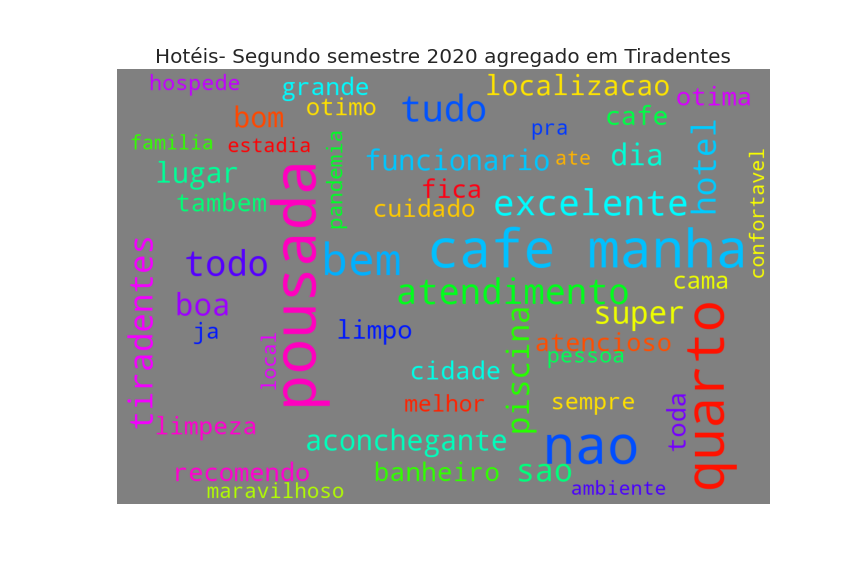 Hotéis- Segundo semestre 2020 agregado em Tiradentes
hospede
grande
localizacao
otima
otimo
tudo
bom
cafe
pra
familia
estadia
pandemia
hotel
funcionario
ate
dia
confortavel
lugar
fica
tambem
cuidado
excelente
pousada
tiradentes
todo
bem
cafe manha
cama
atendimento
boa
super
quarto
ja
limpo
piscina
atencioso
local
pessoa
cidade
melhor
sempre
toda
limpeza
aconchegante
nao
recomendo
banheiro
sao
maravilhoso
ambiente